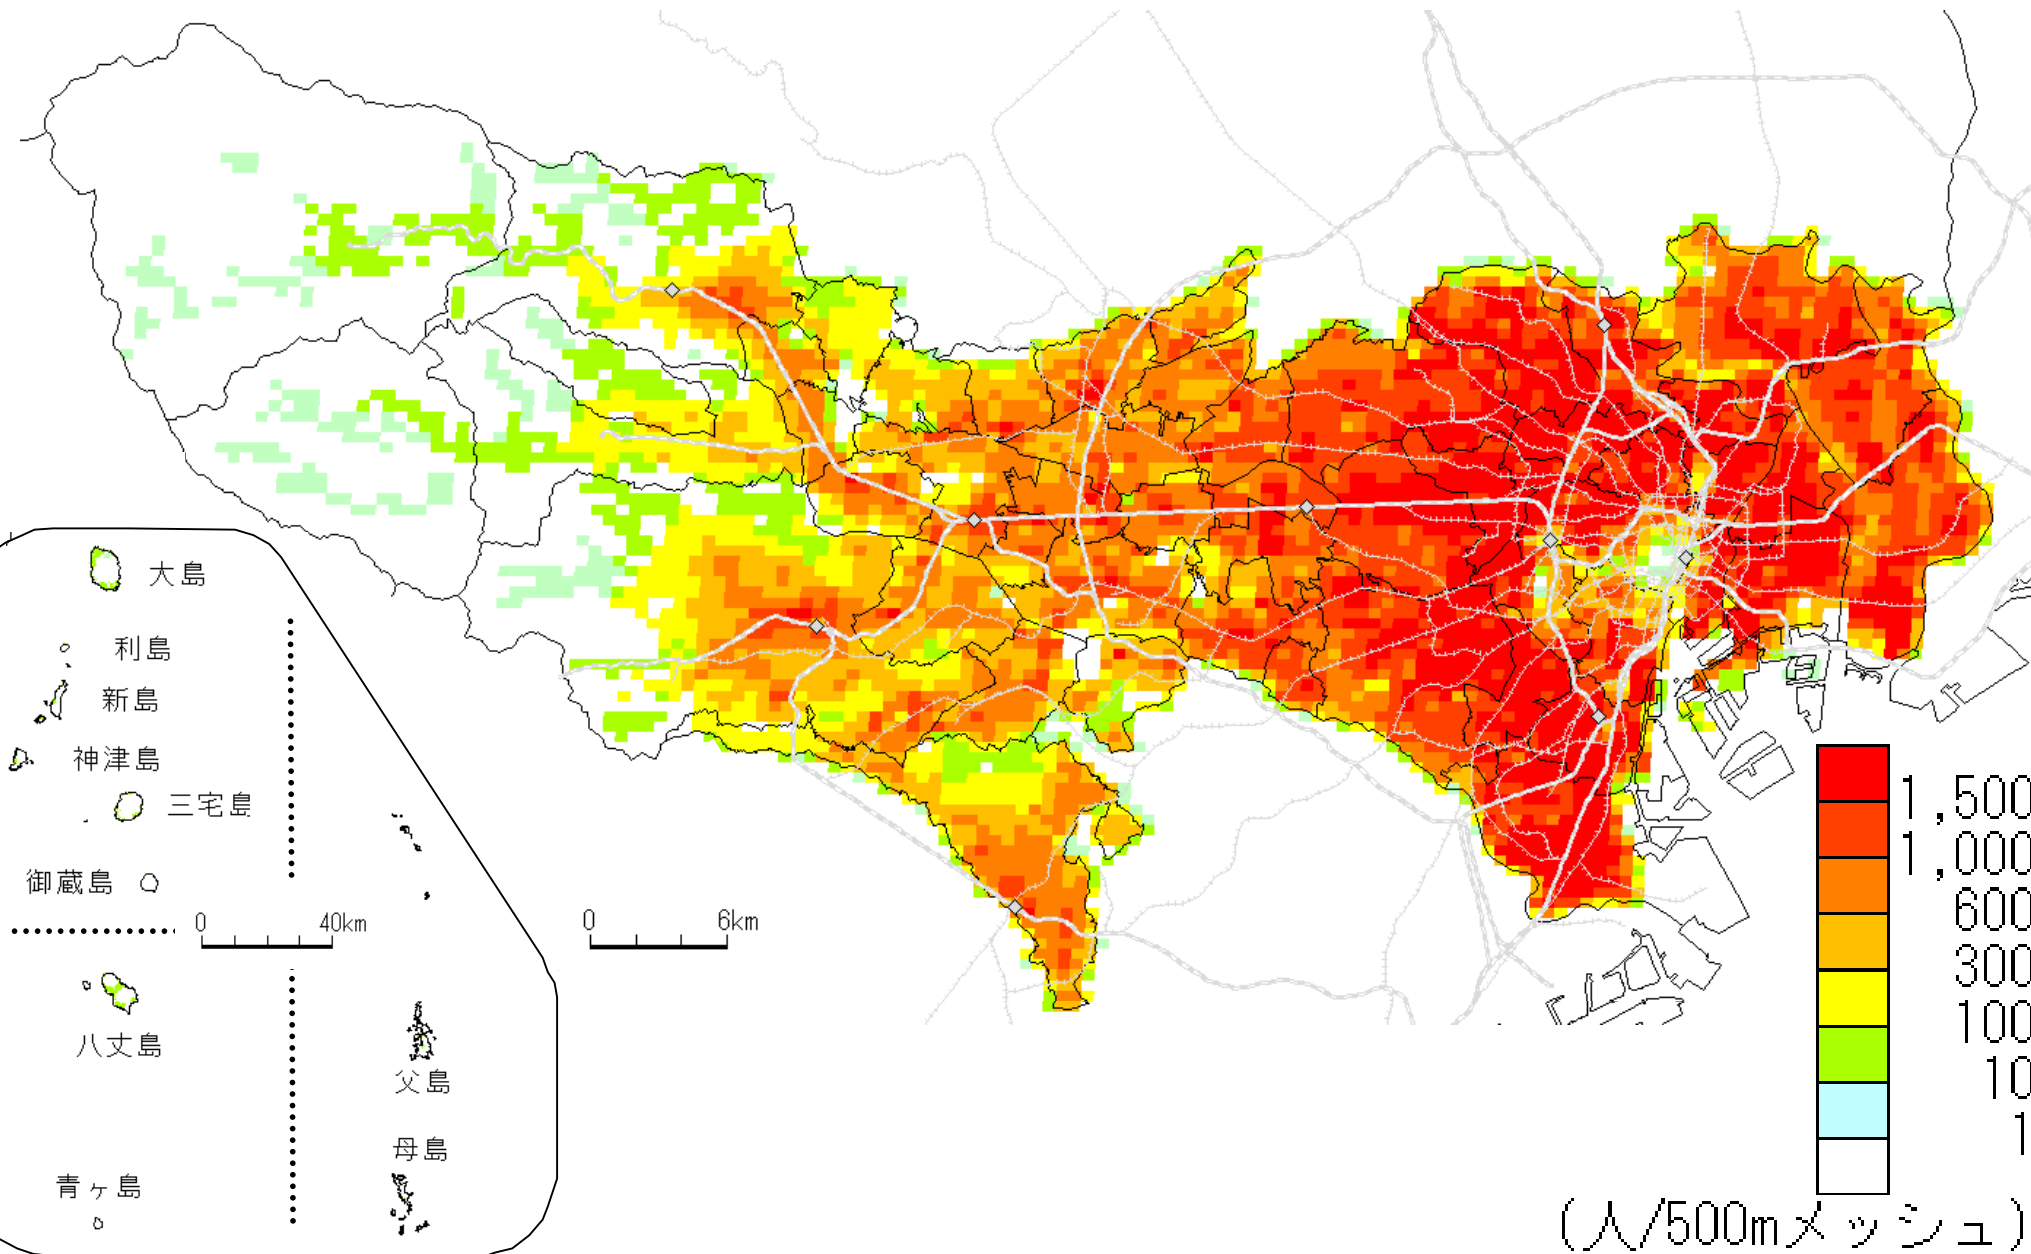 大島
利島
新島
神津島
三宅島
御蔵島
0 40km
0 6km
八丈島
父島
母島
青ヶ島
1,500
1,000
600
300
100
10
1
(人/500mメッシュ)